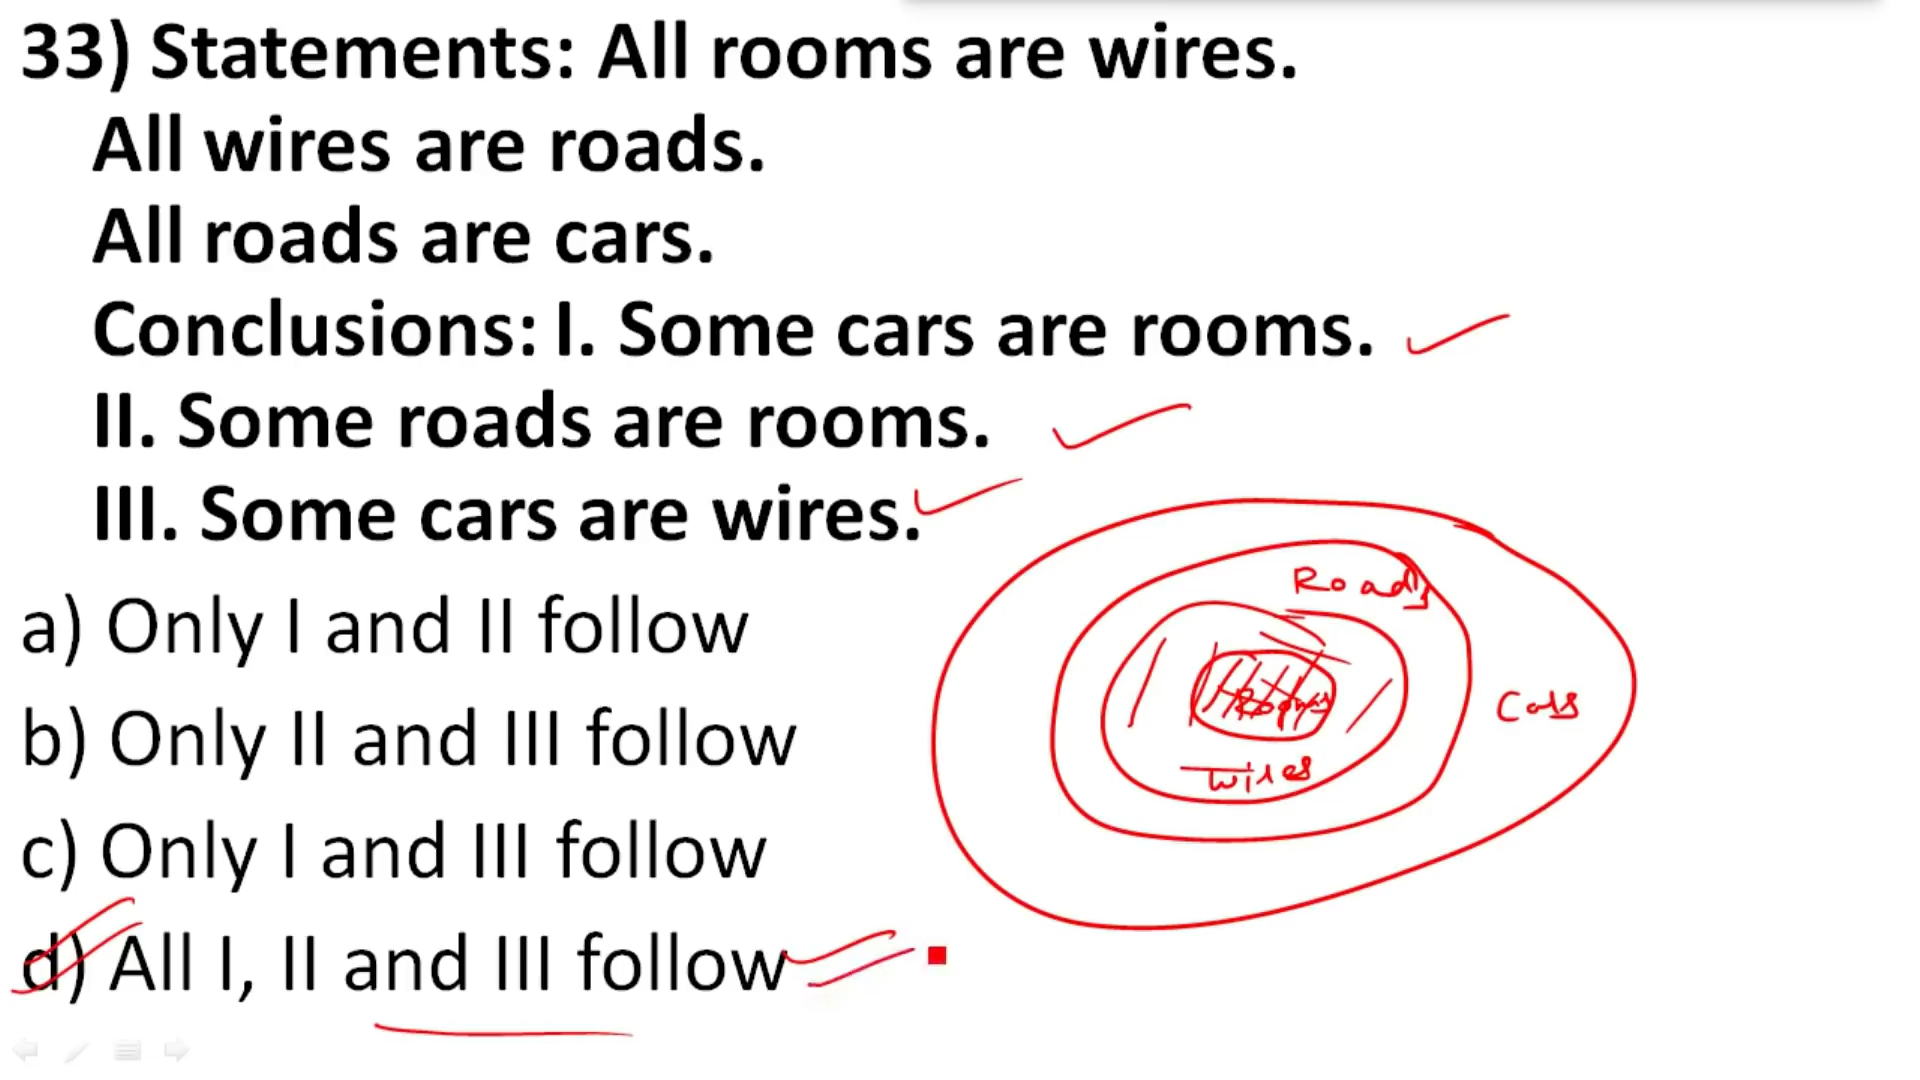 33) Statements: All rooms are wires.
All wires are roads.
All roads are cars.
Conclusions: I. Some cars are rooms.
II. Some roads are rooms.
III. Some cars are wires.
a) Only I and II follow
b) Only II and III follow
c) Only I and III follow
d) All I, II and III follow
Roads
Rooms
Cars
wires